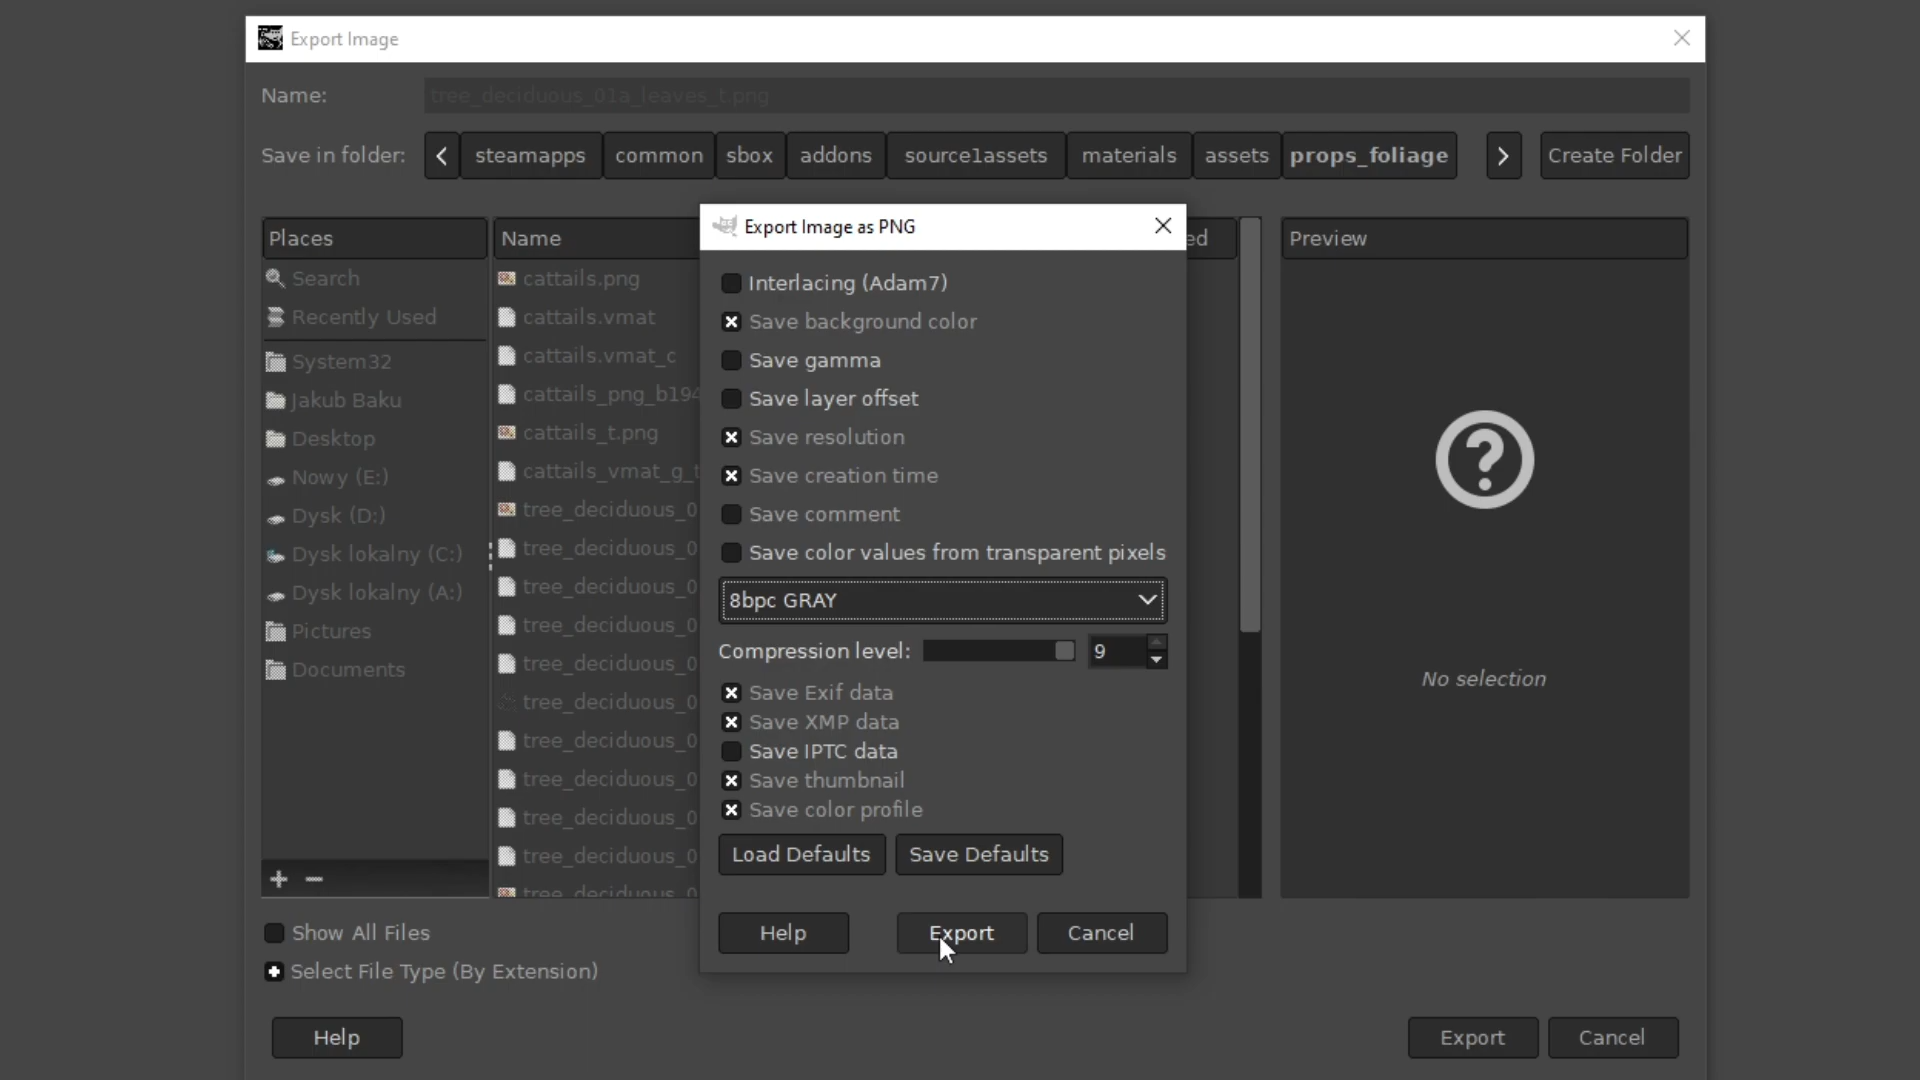 Export Image
Name: tree_deciduous_01a_leaves_t.png
Save in folder: steamapps common sbox addons source1assets materials assets props_foliage Create Folder
Places
Search
Recently Used
System32
Jakub Baku
Desktop
Nowy (E:)
Dysk (D:)
Dysk lokalny (C:)
Dysk lokalny (A:)
Pictures
Documents
Name
cattails.png
cattails.vmat
cattails.vmat_c
cattails_png_b194
cattails_t.png
cattails_vmat_g_t
tree_deciduous_0
tree_deciduous_0
tree_deciduous_0
tree_deciduous_0
tree_deciduous_0
tree_deciduous_0
tree_deciduous_0
tree_deciduous_0
tree_deciduous_0
tree_deciduous_0
tree_deciduous_0
ed
Export Image as PNG
Interlacing (Adam7)
Save background color
Save gamma
Save layer offset
Save resolution
Save creation time
Save comment
Save color values from transparent pixels
8bpc GRAY
Compression level: 9
Save Exif data
Save XMP data
Save IPTC data
Save thumbnail
Save color profile
Load Defaults Save Defaults
Help Export Cancel
Preview
No selection
Show All Files
Select File Type (By Extension)
Help Export Cancel